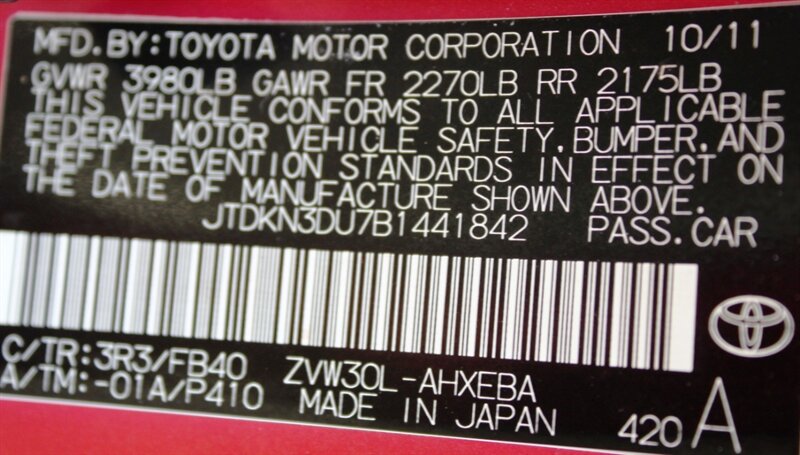 MFD. BY: TOYOTA MOTOR CORPORATION 10/11
GVWR 3980LB GAWR FR 2270LB RR 2175LB
THIS VEHICLE CONFORMS TO ALL APPLICABLE
FEDERAL MOTOR VEHICLE SAFETY, BUMPER, AND
THEFT PREVENTION STANDARDS IN EFFECT ON
THE DATE OF MANUFACTURE SHOWN ABOVE.
JTDKN3DU7B1441842 PASS. CAR
C/TR: 3R3/FB40 ZVW30L-AHXEBA
A/TM: -01A/P410 MADE IN JAPAN 420 A